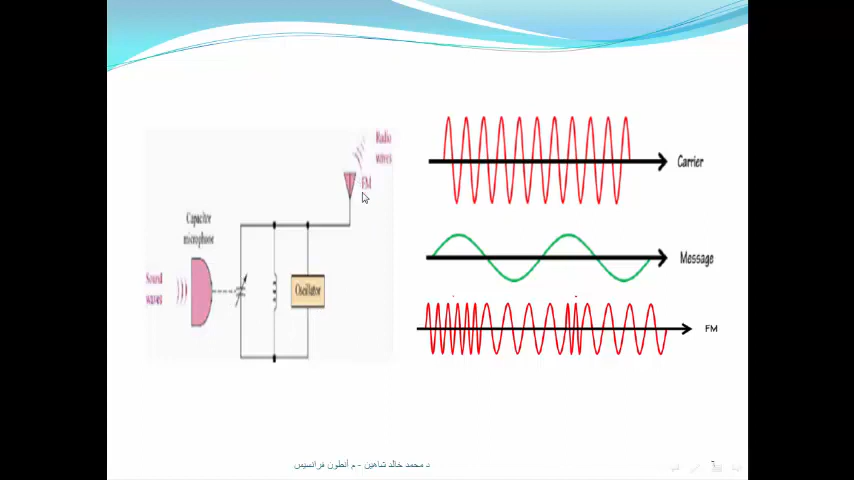 Radio
waves
FM
Capacitor
microphone
Sound
waves
Oscillator
Carrier
Message
FM
د محمد خالد شاهين - م أنطون فرانسيس